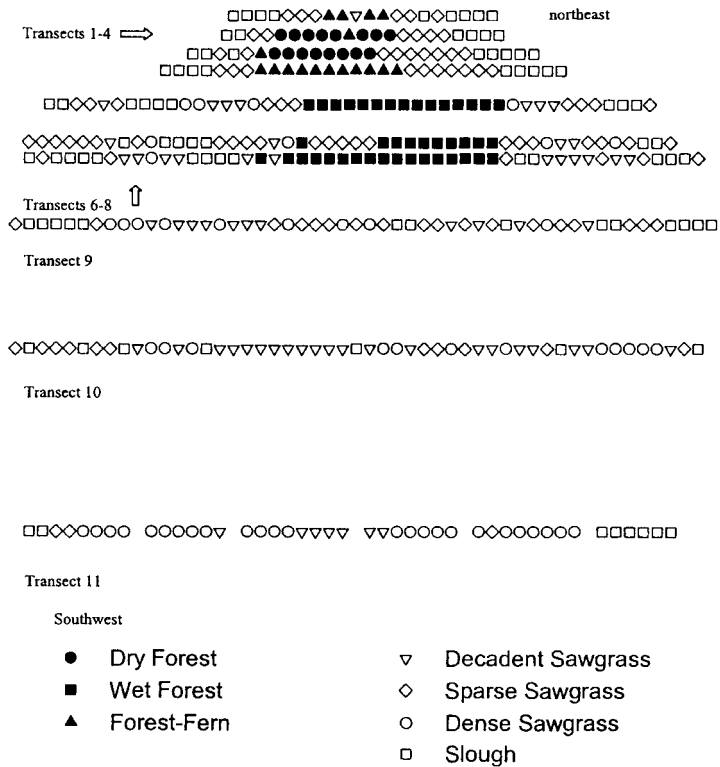 northeast
Transects 1-4
Transects 6-8
Transect 9
Transect 10
Transect 11
Southwest
Dry Forest
Wet Forest
Forest-Fern
Decadent Sawgrass
Sparse Sawgrass
Dense Sawgrass
Slough